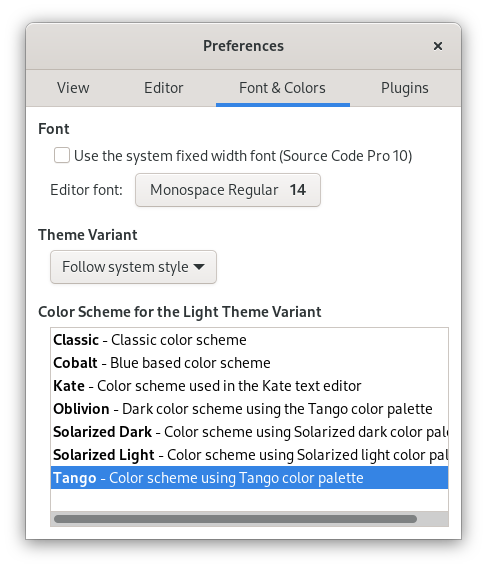 Preferences
View Editor Font & Colors Plugins
Font
Use the system fixed width font (Source Code Pro 10)
Editor font: Monospace Regular 14
Theme Variant
Follow system style
Color Scheme for the Light Theme Variant
Classic - Classic color scheme
Cobalt - Blue based color scheme
Kate - Color scheme used in the Kate text editor
Oblivion - Dark color scheme using the Tango color palette
Solarized Dark - Color scheme using Solarized dark color pal
Solarized Light - Color scheme using Solarized light color pal
Tango - Color scheme using Tango color palette